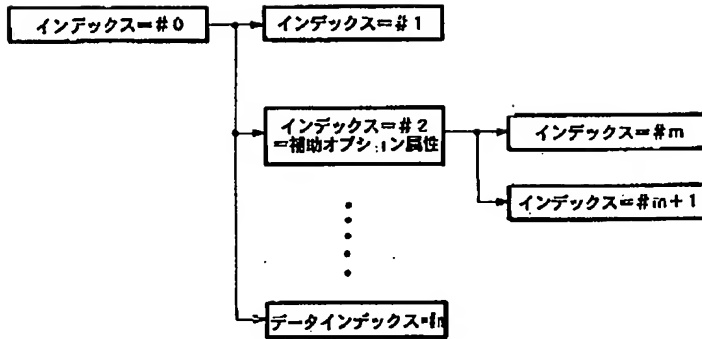 インデックス＝＃０
インデックス＝＃１
インデックス＝＃２
＝補助オプション属性
インデックス＝＃m
インデックス＝＃m＋１
データインデックス＝＃n